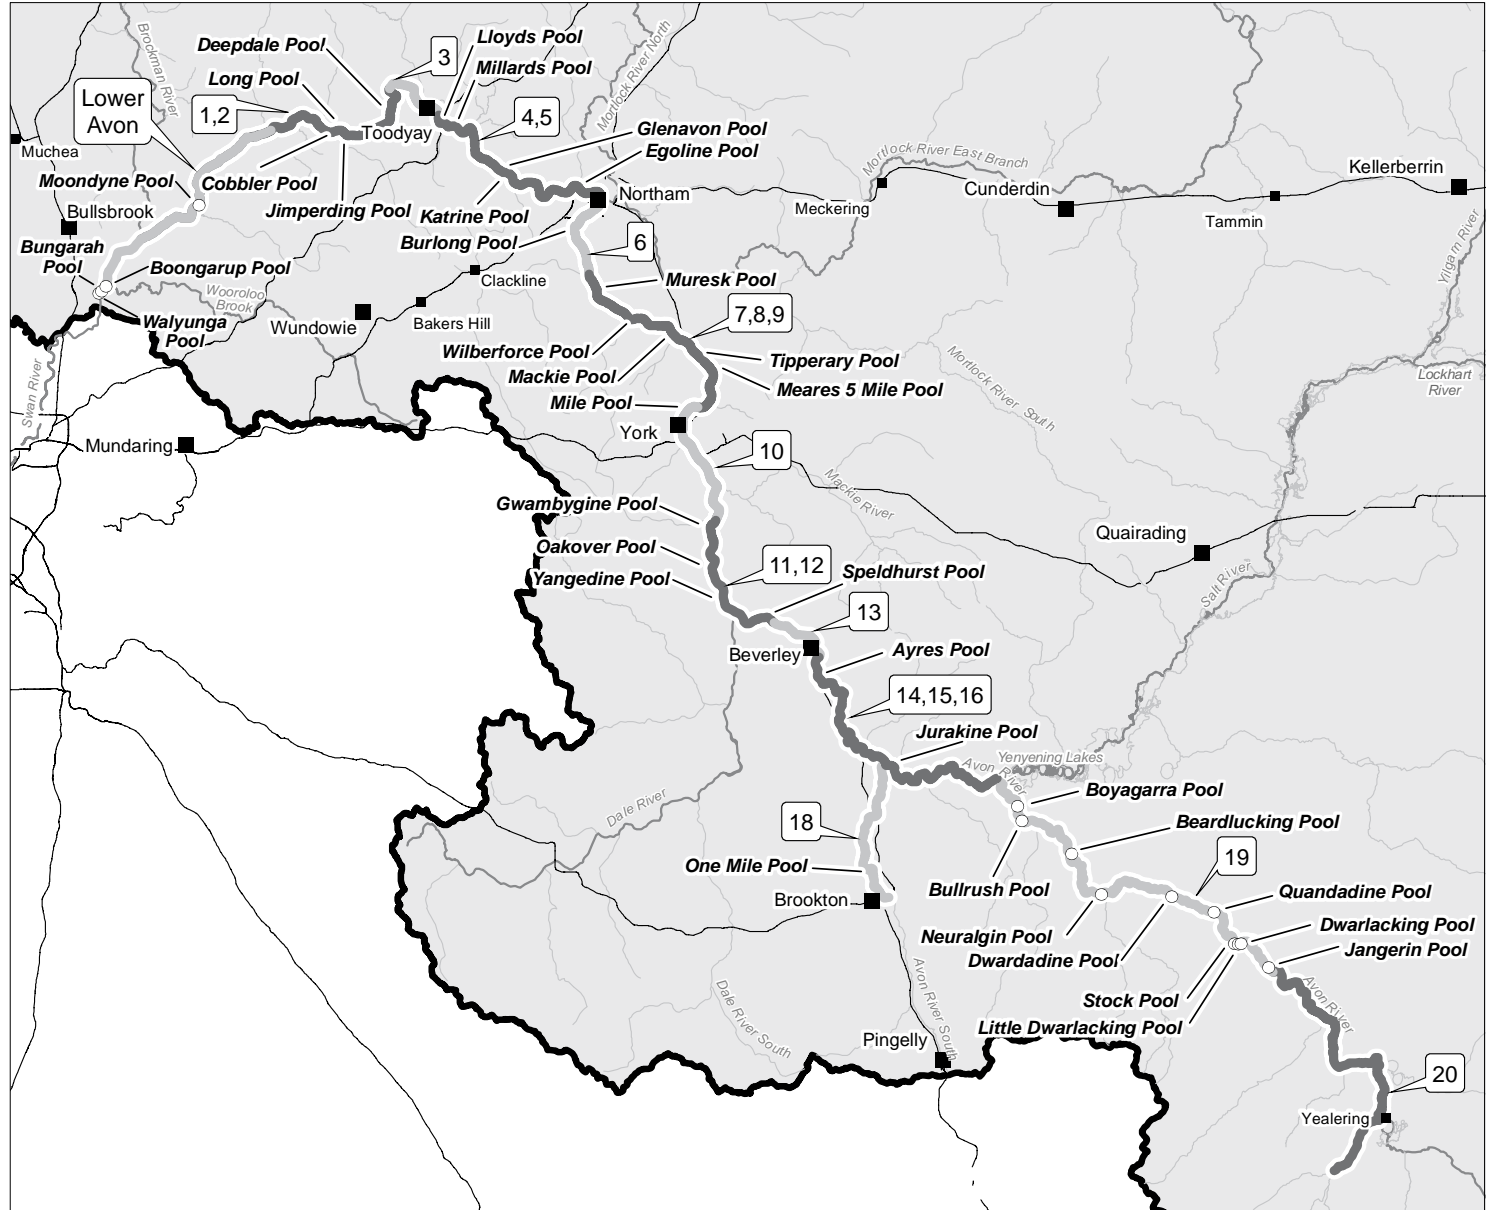 Deepdale Pool
3
Lloyds Pool
Millards Pool
Brockman River
Mortlock River North
Long Pool
Lower
Avon
1,2
Toodyay
4,5
Glenavon Pool
Egoline Pool
Muchea
Moondyne Pool
Cobbler Pool
Jimperding Pool
Katrine Pool
Northam
Mortlock River East Branch
Meckering
Cunderdin
Tammin
Kellerberrin
Bullsbrook
Burlong Pool
6
Bungarah
Pool
Boongarup Pool
Clackline
Muresk Pool
Yilgarn River
Wooroloo
Brook
Walyunga
Pool
Wundowie
Bakers Hill
7,8,9
Wilberforce Pool
Mackie Pool
Tipperary Pool
Meares 5 Mile Pool
Mortlock River South
Lockhart
River
Swan River
Mile Pool
York
Mundaring
10
Mackie River
Gwambygine Pool
Quairading
Oakover Pool
Yangedine Pool
11,12
Speldhurst Pool
Salt River
13
Beverley
Ayres Pool
14,15,16
Jurakine Pool
Yenyening Lakes
Avon River
Dale River
Boyagarra Pool
18
Beardlucking Pool
19
One Mile Pool
Brookton
Bullrush Pool
Quandadine Pool
Neuralgin Pool
Dwarlacking Pool
Dwardadine Pool
Jangerin Pool
Dale River South
Avon River South
Stock Pool
Avon River
Little Dwarlacking Pool
Pingelly
20
Yealering